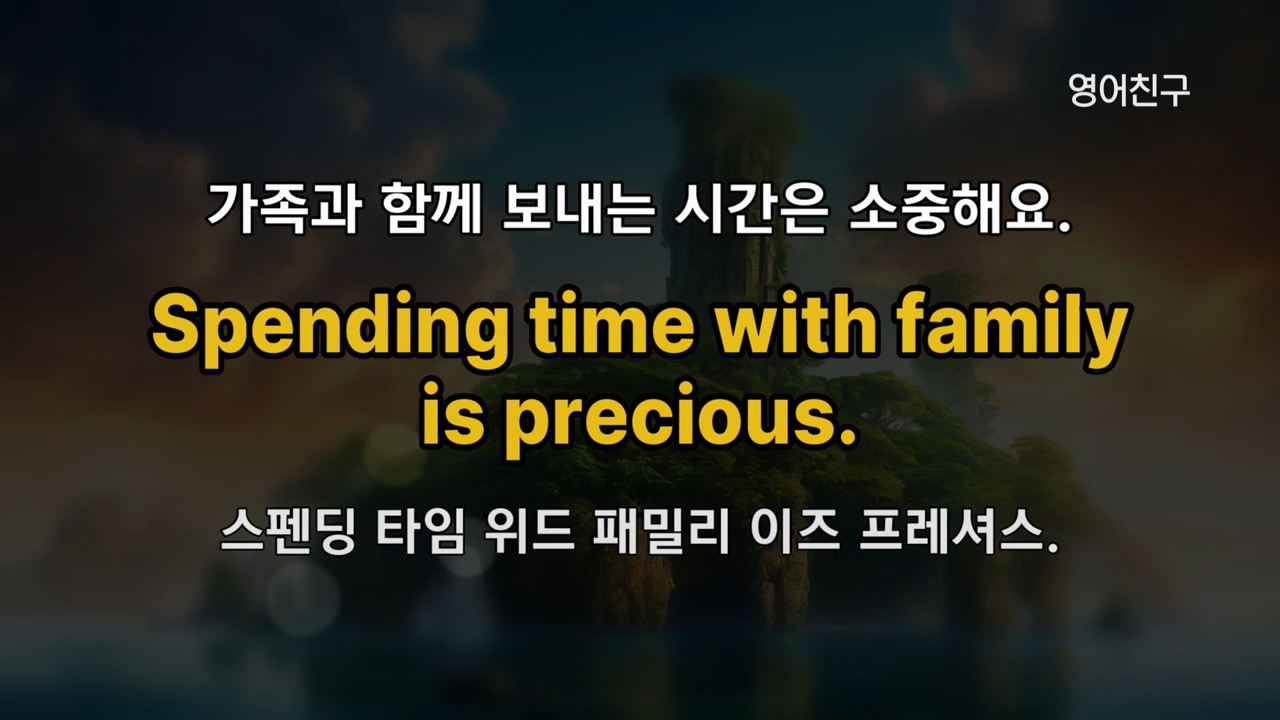 영어친구
가족과 함께 보내는 시간은 소중해요.
Spending time with family
is precious.
스펜딩 타임 위드 패밀리 이즈 프레셔스.